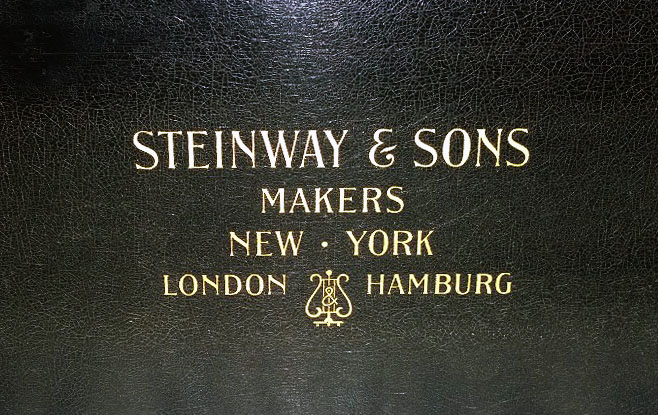 STEINWAY & SONS
MAKERS
NEW · YORK
LONDON HAMBURG